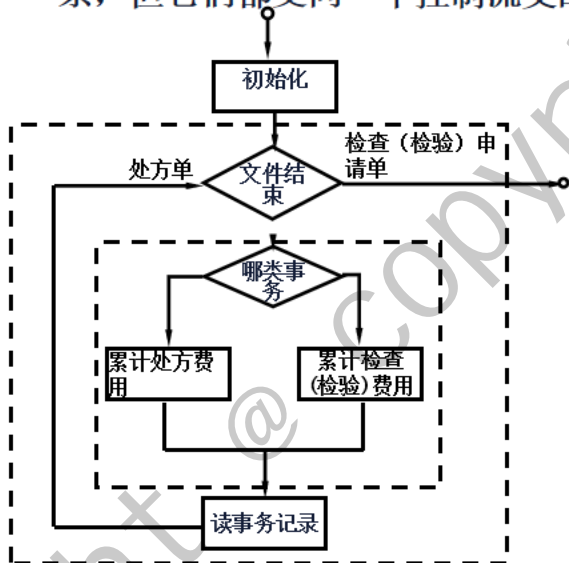 初始化
检查（检验）申
请单
处方单
文件结
束
哪类事
务
累计处方费
用
累计检查
(检验)费用
读事务记录
@ copyr
ht